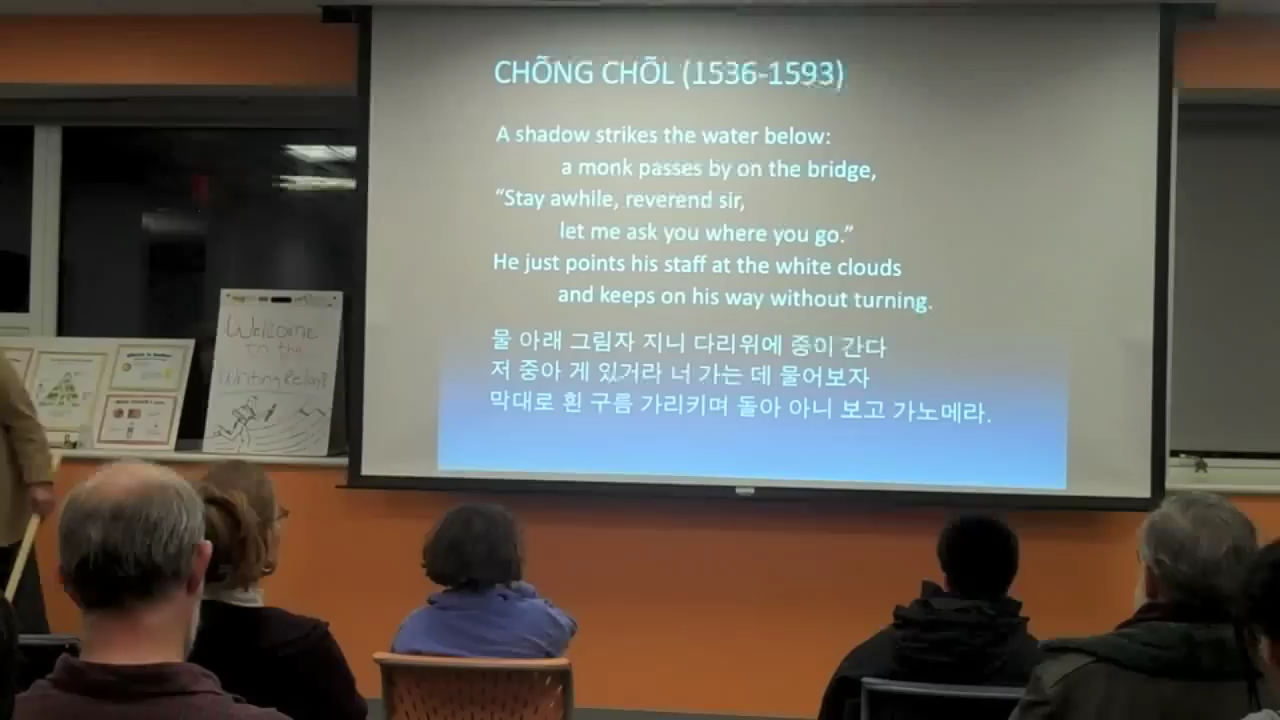 CHÕNG CHÕL (1536-1593)
A shadow strikes the water below:
a monk passes by on the bridge,
“Stay awhile, reverend sir,
let me ask you where you go.”
He just points his staff at the white clouds
and keeps on his way without turning.
물 아래 그림자 지니 다리위에 중이 간다
저 중아 게 있거라 너 가는 데 물어보자
막대로 흰 구름 가리키며 돌아 아니 보고 가노메라.
Welcome
to the
Writing Relay!